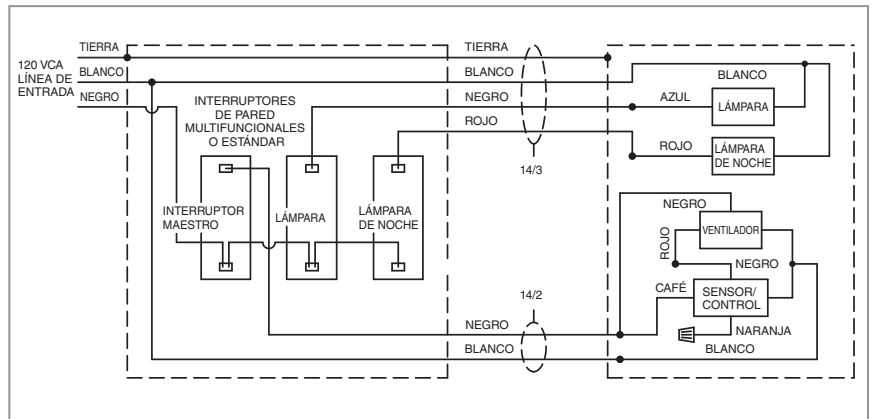 TIERRA
120 VCA
LÍNEA DE
ENTRADA
BLANCO
NEGRO
INTERRUPTORES
DE PARED
MULTIFUNCIONALES
O ESTÁNDAR
INTERRUPTOR
MAESTRO
LÁMPARA
LÁMPARA
DE NOCHE
TIERRA
BLANCO
NEGRO
ROJO
14/3
14/2
NEGRO
BLANCO
BLANCO
AZUL
LÁMPARA
ROJO
LÁMPARA
DE NOCHE
NEGRO
VENTILADOR
ROJO
NEGRO
CAFÉ
SENSOR/
CONTROL
NARANJA
BLANCO